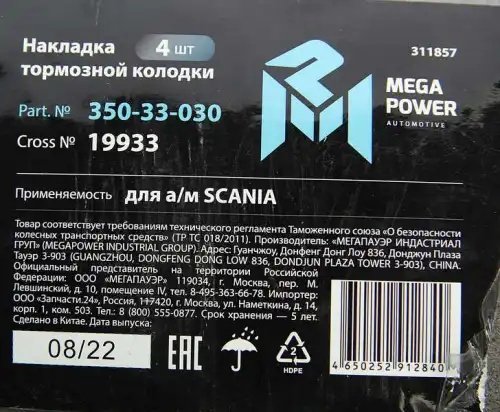 Накладка 4 шт
тормозной колодки
311857
MEGA
POWER
AUTOMOTIVE
Part. № 350-33-030
Cross № 19933
Применяемость для а/м SCANIA
Товар соответствует требованиям технического регламента Таможенного союза «О безопасности
колесных транспортных средств» (ТР ТС 018/2011). Производитель: «МЕГАПАУЭР ИНДАСТРИАЛ
ГРУП» (MEGAPOWER INDUSTRIAL GROUP). Адрес: Гуанчжоу, Донфенг Донг Лоу 836, Донджун Плаза
Тауэр 3-903 (GUANGZHOU, DONGFENG DONG LOW 836, DONDJUN PLAZA TOWER 3-903), CHINA.
Официальный представитель на территории Российской
Федерации: ООО «МЕГАПАУЭР» 119034, г. Москва, пер. М.
Левшинский, д. 10, помещение IV, тел. 8-495-363-66-78. Импортер:
ООО «Запчасти.24», Россия, 117420, г. Москва, ул. Наметкина, д. 14,
корп. 1, ком. 503. Тел: 8 (800) 555-0877. Срок хранения — 5 лет.
Сделано в Китае. Дата выпуска:
08/22
EAC
2
HDPE
4650252912840